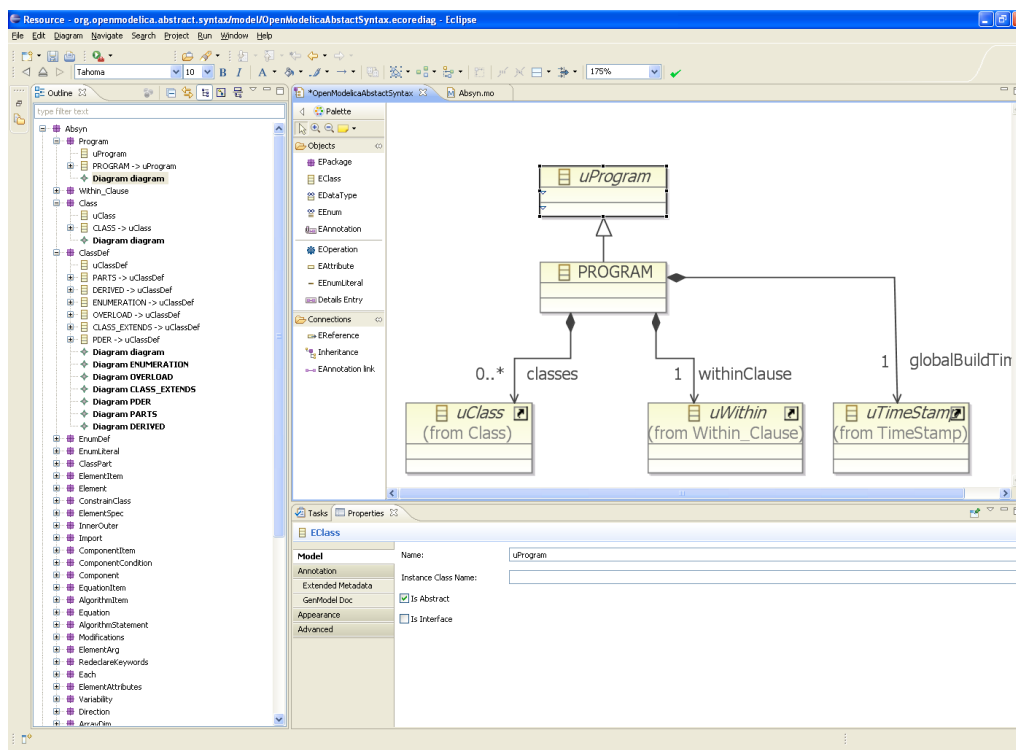 Resource - org.openmodelica.abstract.syntax/model/OpenModelicaAbstactSyntax.ecorediag - Eclipse
File Edit Diagram Navigate Search Project Run Window Help
Tahoma 10 B I A 175%
Outline
type filter text
Absyn
Program
uProgram
PROGRAM -> uProgram
Diagram diagram
Within_Clause
Class
uClass
CLASS -> uClass
Diagram diagram
ClassDef
uClassDef
PARTS -> uClassDef
DERIVED -> uClassDef
ENUMERATION -> uClassDef
OVERLOAD -> uClassDef
CLASS_EXTENDS -> uClassDef
PDER -> uClassDef
Diagram diagram
Diagram ENUMERATION
Diagram OVERLOAD
Diagram CLASS_EXTENDS
Diagram PDER
Diagram PARTS
Diagram DERIVED
EnumDef
EnumLiteral
ClassPart
ElementItem
Element
ConstrainClass
ElementSpec
InnerOuter
Import
ComponentItem
ComponentCondition
Component
EquationItem
AlgorithmItem
Equation
AlgorithmStatement
Modifications
ElementArg
RedeclareKeywords
Each
ElementAttributes
Variability
Direction
ArrayDim
*OpenModelicaAbstactSyntax Absyn.mo
Palette
Objects
EPackage
EClass
EDataType
EEnum
EAnnotation
EOperation
EAttribute
EEnumLiteral
Details Entry
Connections
EReference
Inheritance
EAnnotation link
uProgram
PROGRAM
0..* classes
1 withinClause
1 globalBuildTim
uClass
(from Class)
uWithin
(from Within_Clause)
uTimeStamp
(from TimeStamp)
Tasks Properties
EClass
Model
Annotation
Extended Metadata
GenModel Doc
Appearance
Advanced
Name: uProgram
Instance Class Name:
Is Abstract
Is Interface